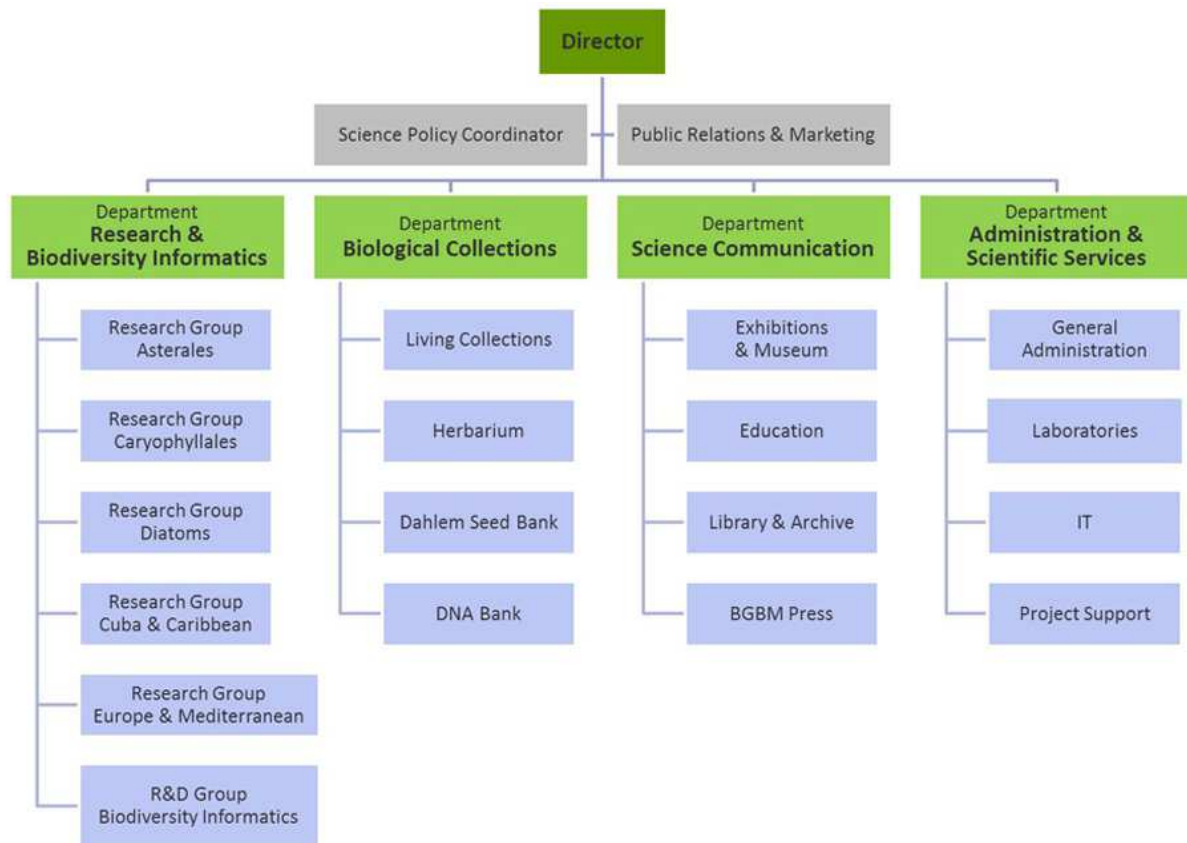 Director
Science Policy Coordinator
Public Relations & Marketing
Department
Research &
Biodiversity Informatics
Research Group
Asterales
Research Group
Caryophyllales
Research Group
Diatoms
Research Group
Cuba & Caribbean
Research Group
Europe & Mediterranean
R&D Group
Biodiversity Informatics
Department
Biological Collections
Living Collections
Herbarium
Dahlem Seed Bank
DNA Bank
Department
Science Communication
Exhibitions
& Museum
Education
Library & Archive
BGBM Press
Department
Administration &
Scientific Services
General
Administration
Laboratories
IT
Project Support